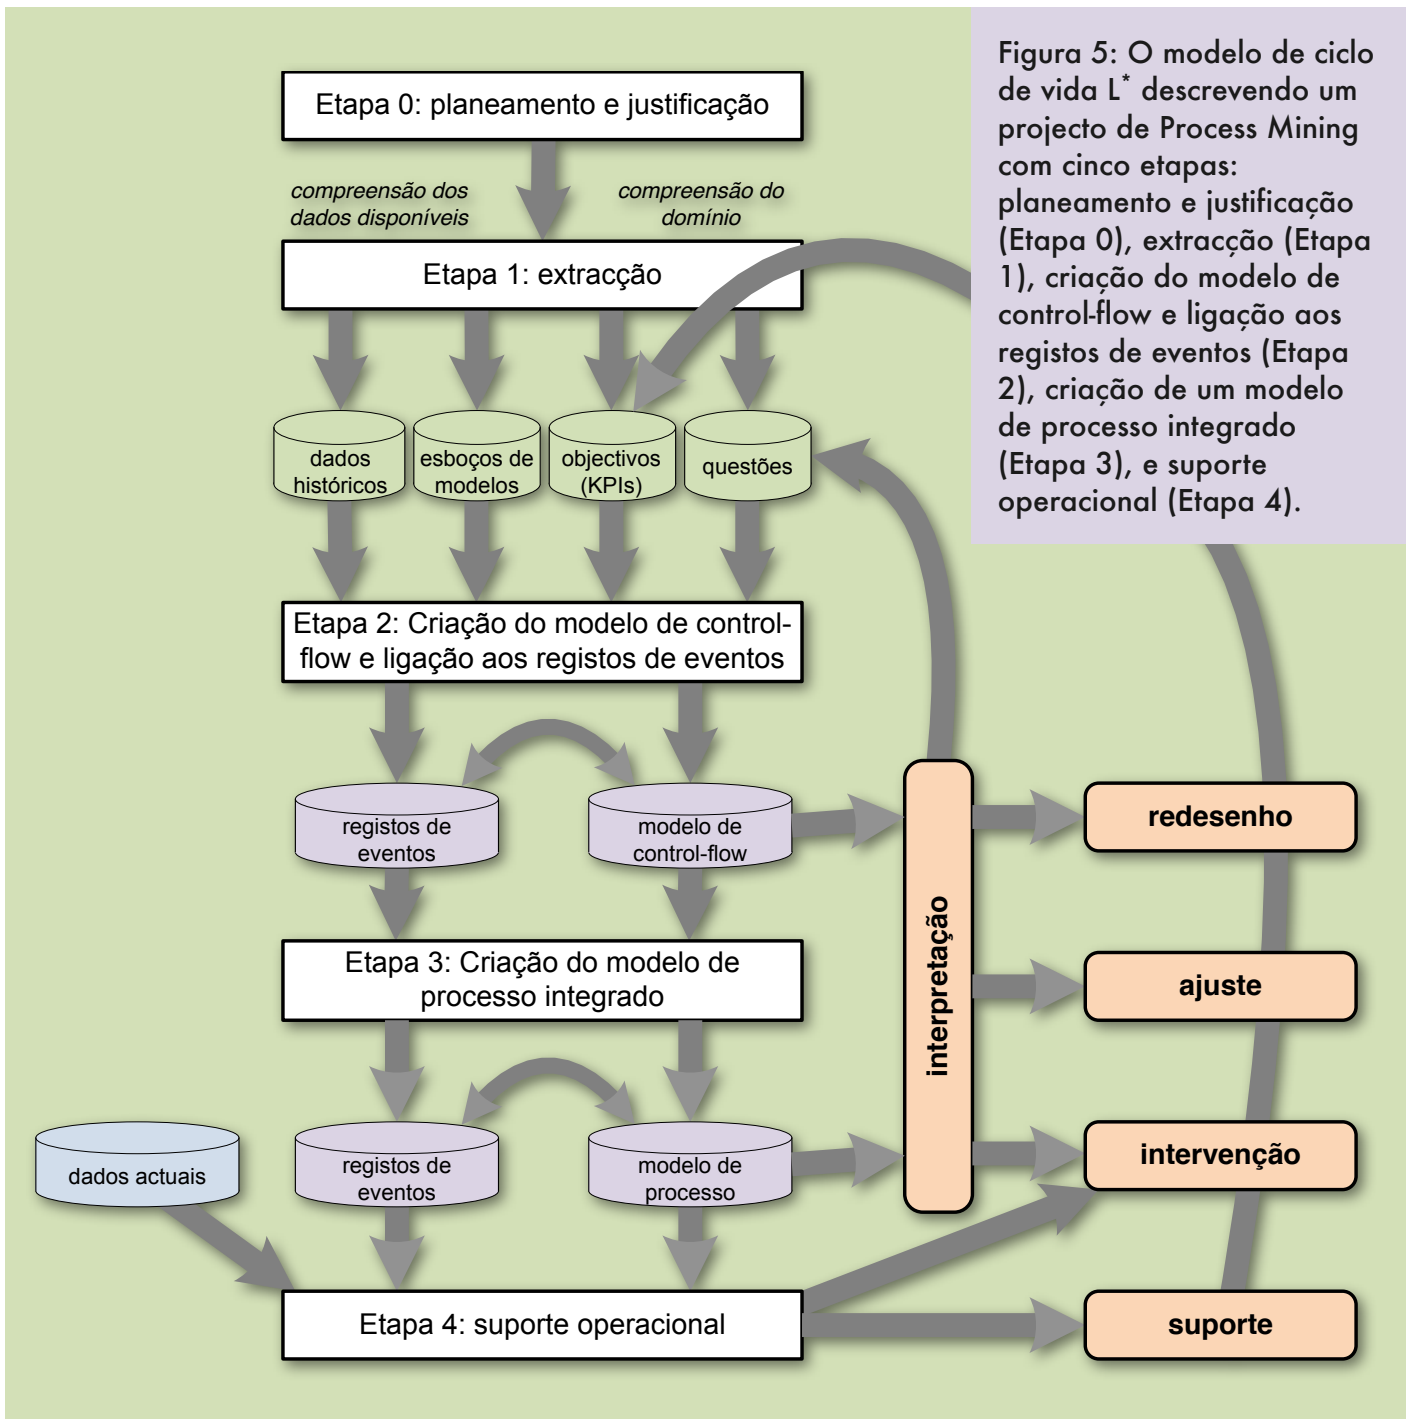 Figura 5: O modelo de ciclo
de vida L* descrevendo um
projecto de Process Mining
com cinco etapas:
planeamento e justificação
(Etapa 0), extracção (Etapa
1), criação do modelo de
control-flow e ligação aos
registos de eventos (Etapa
2), criação de um modelo
de processo integrado
(Etapa 3), e suporte
operacional (Etapa 4).
Etapa 0: planeamento e justificação
compreensão dos
dados disponíveis
compreensão do
domínio
Etapa 1: extracção
dados
históricos
esboços de
modelos
objectivos
(KPIs)
questões
Etapa 2: Criação do modelo de control-
flow e ligação aos registos de eventos
registos de
eventos
modelo de
control-flow
interpretação
redesenho
Etapa 3: Criação do modelo de
processo integrado
ajuste
dados actuais
registos de
eventos
modelo de
processo
intervenção
Etapa 4: suporte operacional
suporte